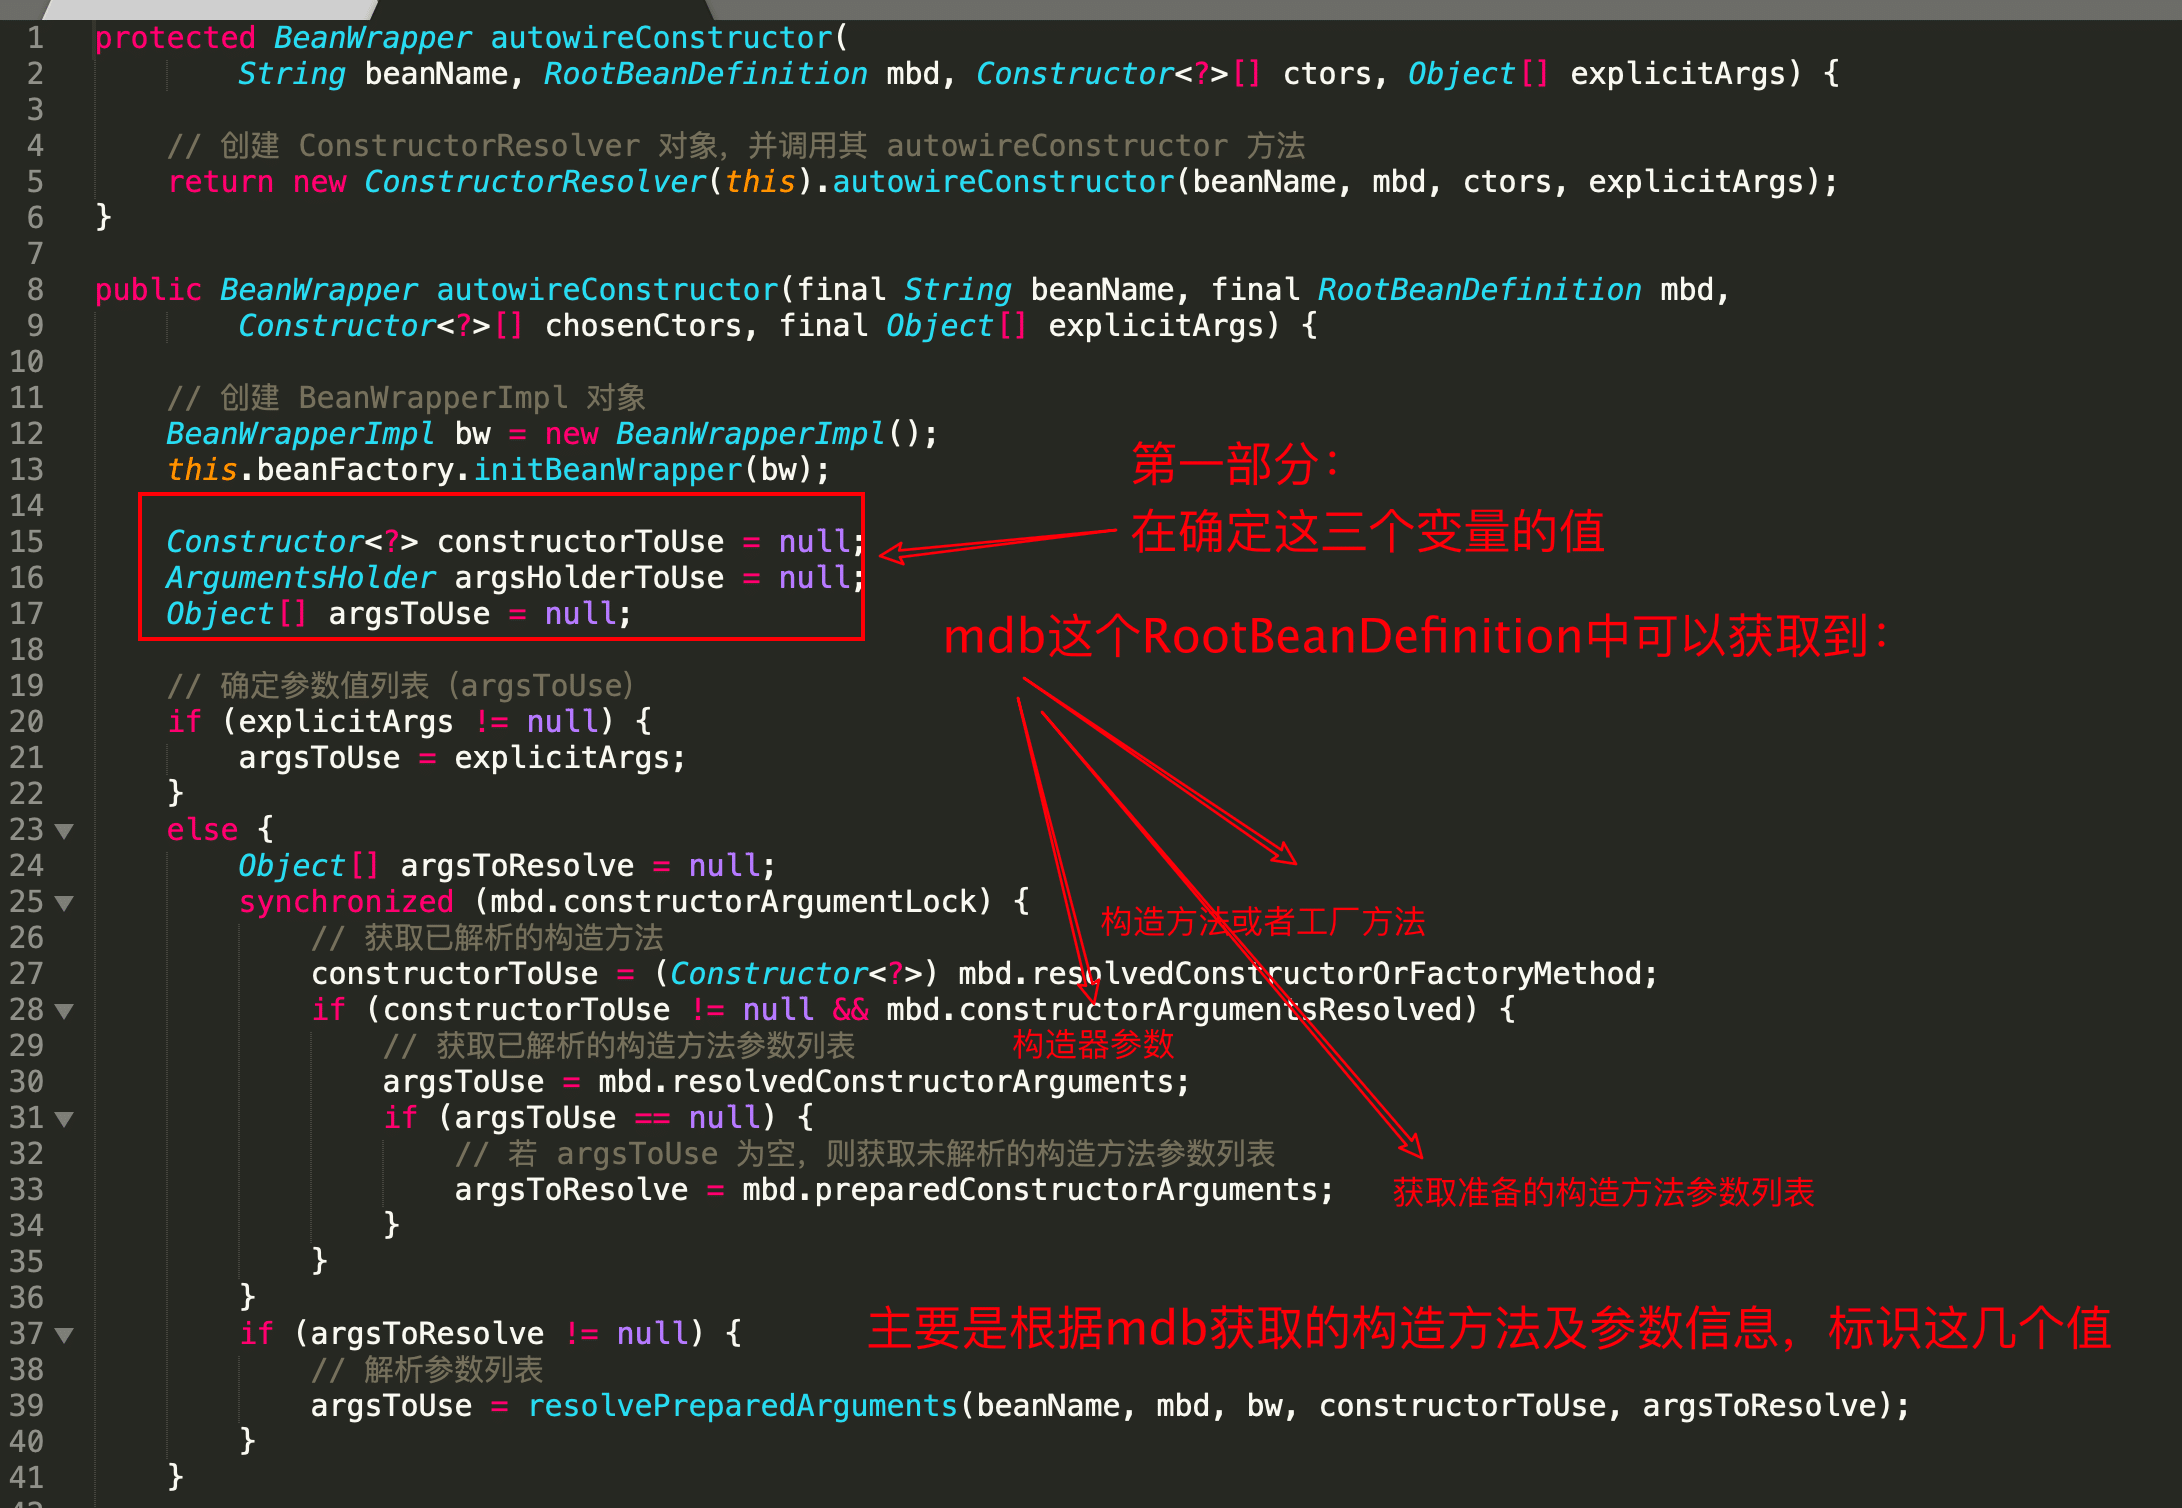 1 protected BeanWrapper autowireConstructor(
2 String beanName, RootBeanDefinition mbd, Constructor<?>[] ctors, Object[] explicitArgs) {
3
4 // 创建 ConstructorResolver 对象，并调用其 autowireConstructor 方法
5 return new ConstructorResolver(this).autowireConstructor(beanName, mbd, ctors, explicitArgs);
6 }
7
8 public BeanWrapper autowireConstructor(final String beanName, final RootBeanDefinition mbd,
9 Constructor<?>[] chosenCtors, final Object[] explicitArgs) {
10
11 // 创建 BeanWrapperImpl 对象
12 BeanWrapperImpl bw = new BeanWrapperImpl();
13 this.beanFactory.initBeanWrapper(bw);
第一部分：
14
15 Constructor<?> constructorToUse = null;
在确定这三个变量的值
16 ArgumentsHolder argsHolderToUse = null;
17 Object[] argsToUse = null;
mdb这个RootBeanDefinition中可以获取到：
18
19 // 确定参数值列表（argsToUse）
20 if (explicitArgs != null) {
21 argsToUse = explicitArgs;
22 }
23 else {
24 Object[] argsToResolve = null;
25 synchronized (mbd.constructorArgumentLock) {
构造方法或者工厂方法
26 // 获取已解析的构造方法
27 constructorToUse = (Constructor<?>) mbd.resolvedConstructorOrFactoryMethod;
28 if (constructorToUse != null && mbd.constructorArgumentsResolved) {
29 // 获取已解析的构造方法参数列表
构造器参数
30 argsToUse = mbd.resolvedConstructorArguments;
31 if (argsToUse == null) {
32 // 若 argsToUse 为空，则获取未解析的构造方法参数列表
33 argsToResolve = mbd.preparedConstructorArguments;
获取准备的构造方法参数列表
34 }
35 }
36 }
37 if (argsToResolve != null) {
主要是根据mdb获取的构造方法及参数信息，标识这几个值
38 // 解析参数列表
39 argsToUse = resolvePreparedArguments(beanName, mbd, bw, constructorToUse, argsToResolve);
40 }
41 }